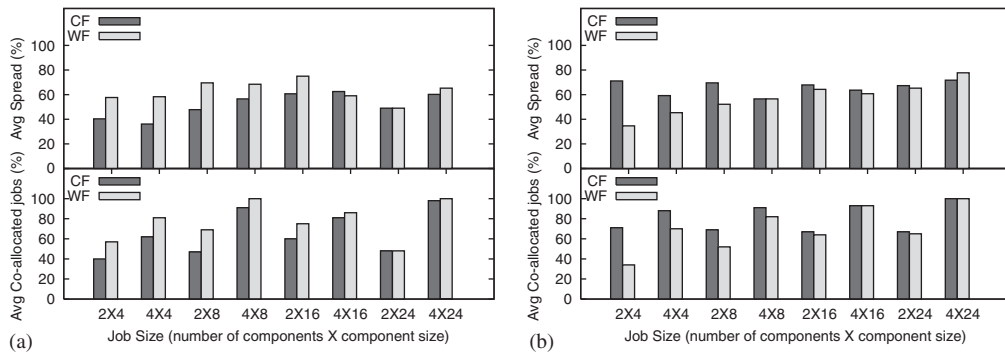 CF
WF
Avg Spread (%)
100
80
60
40
20
0
CF
WF
Avg Co-allocated jobs (%)
100
80
60
40
20
0
2X4 4X4 2X8 4X8 2X16 4X16 2X24 4X24
(a) Job Size (number of components X component size)
CF
WF
Avg Spread (%)
100
80
60
40
20
0
CF
WF
Avg Co-allocated jobs (%)
100
80
60
40
20
0
2X4 4X4 2X8 4X8 2X16 4X16 2X24 4X24
(b) Job Size (number of components X component size)